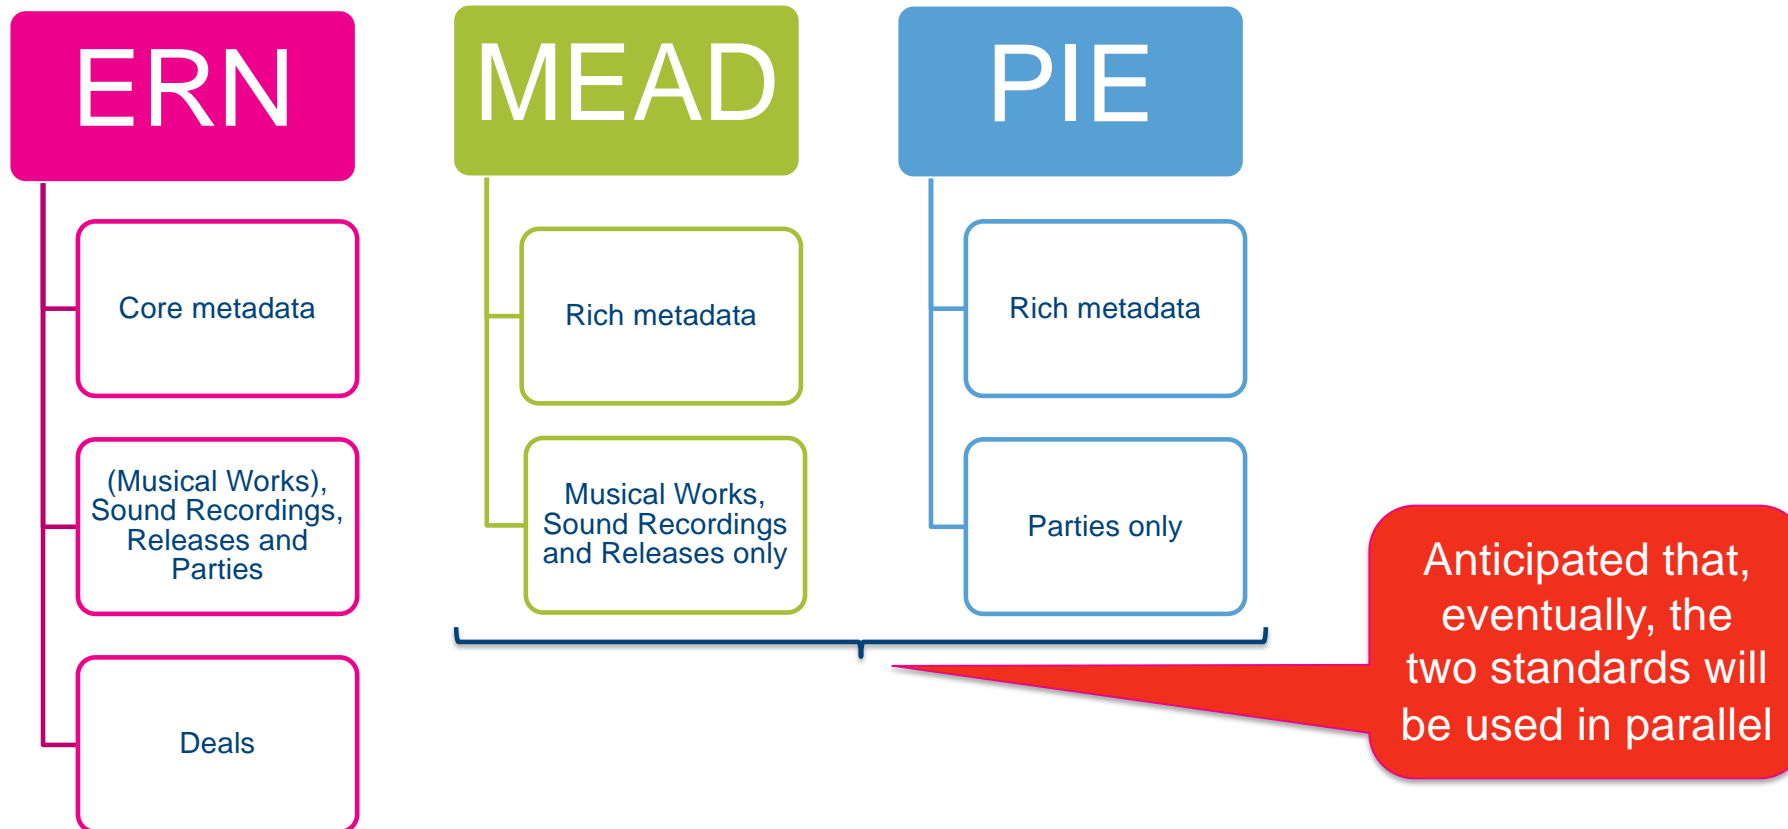 ERN
Core metadata
(Musical Works),
Sound Recordings,
Releases and
Parties
Deals
MEAD
Rich metadata
Musical Works,
Sound Recordings
and Releases only
PIE
Rich metadata
Parties only
Anticipated that,
eventually, the
two standards will
be used in parallel